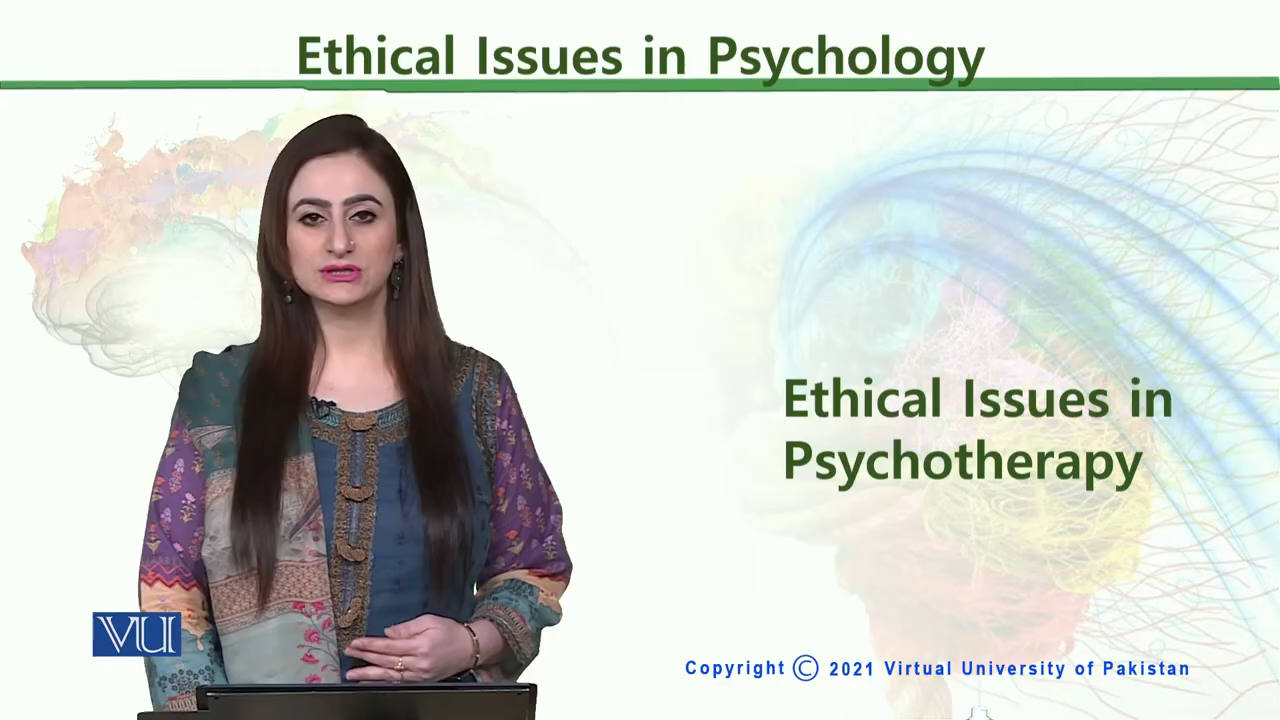 Ethical Issues in Psychology
Ethical Issues in
Psychotherapy
VU
Copyright © 2021 Virtual University of Pakistan